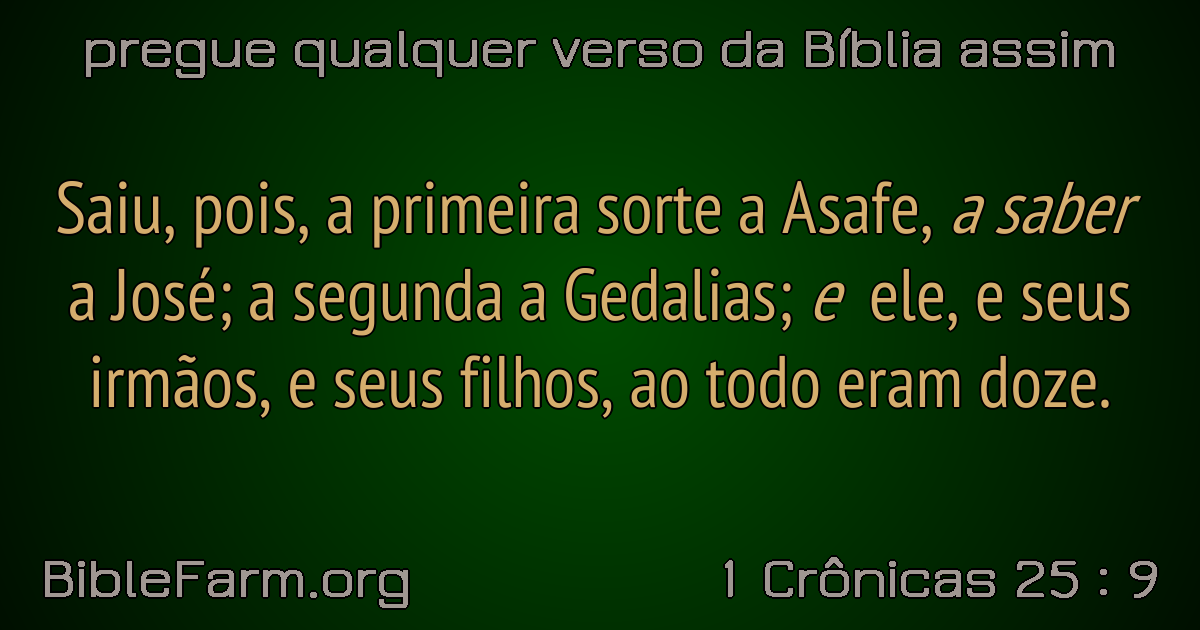 pregue qualquer verso da Bíblia assim
Saiu, pois, a primeira sorte a Asafe, a saber
a José; a segunda a Gedalias; e ele, e seus
irmãos, e seus filhos, ao todo eram doze.
BibleFarm.org
1 Crônicas 25 : 9